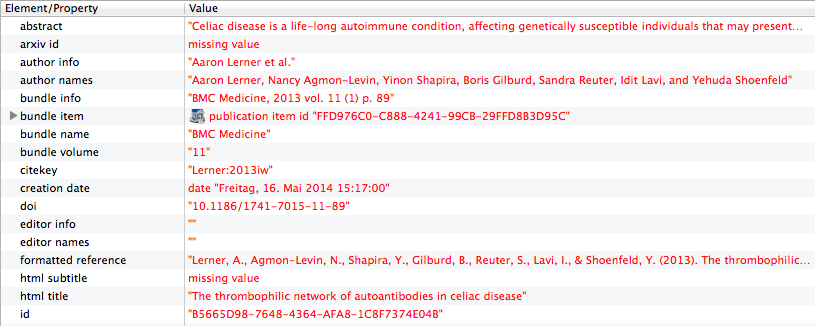 Element/Property Value
abstract "Celiac disease is a life-long autoimmune condition, affecting genetically susceptible individuals that may present...
arxiv id missing value
author info "Aaron Lerner et al."
author names "Aaron Lerner, Nancy Agmon-Levin, Yinon Shapira, Boris Gilburd, Sandra Reuter, Idit Lavi, and Yehuda Shoenfeld"
bundle info "BMC Medicine, 2013 vol. 11 (1) p. 89"
bundle item publication item id "FFD976C0-C888-4241-99CB-29FFD8B3D95C"
bundle name "BMC Medicine"
bundle volume "11"
citekey "Lerner:2013iw"
creation date date "Freitag, 16. Mai 2014 15:17:00"
doi "10.1186/1741-7015-11-89"
editor info ""
editor names ""
formatted reference "Lerner, A., Agmon-Levin, N., Shapira, Y., Gilburd, B., Reuter, S., Lavi, I., & Shoenfeld, Y. (2013). The thrombophilic...
html subtitle missing value
html title "The thrombophilic network of autoantibodies in celiac disease"
id "B5665D98-7648-4364-AFA8-1C8F7374E04B"